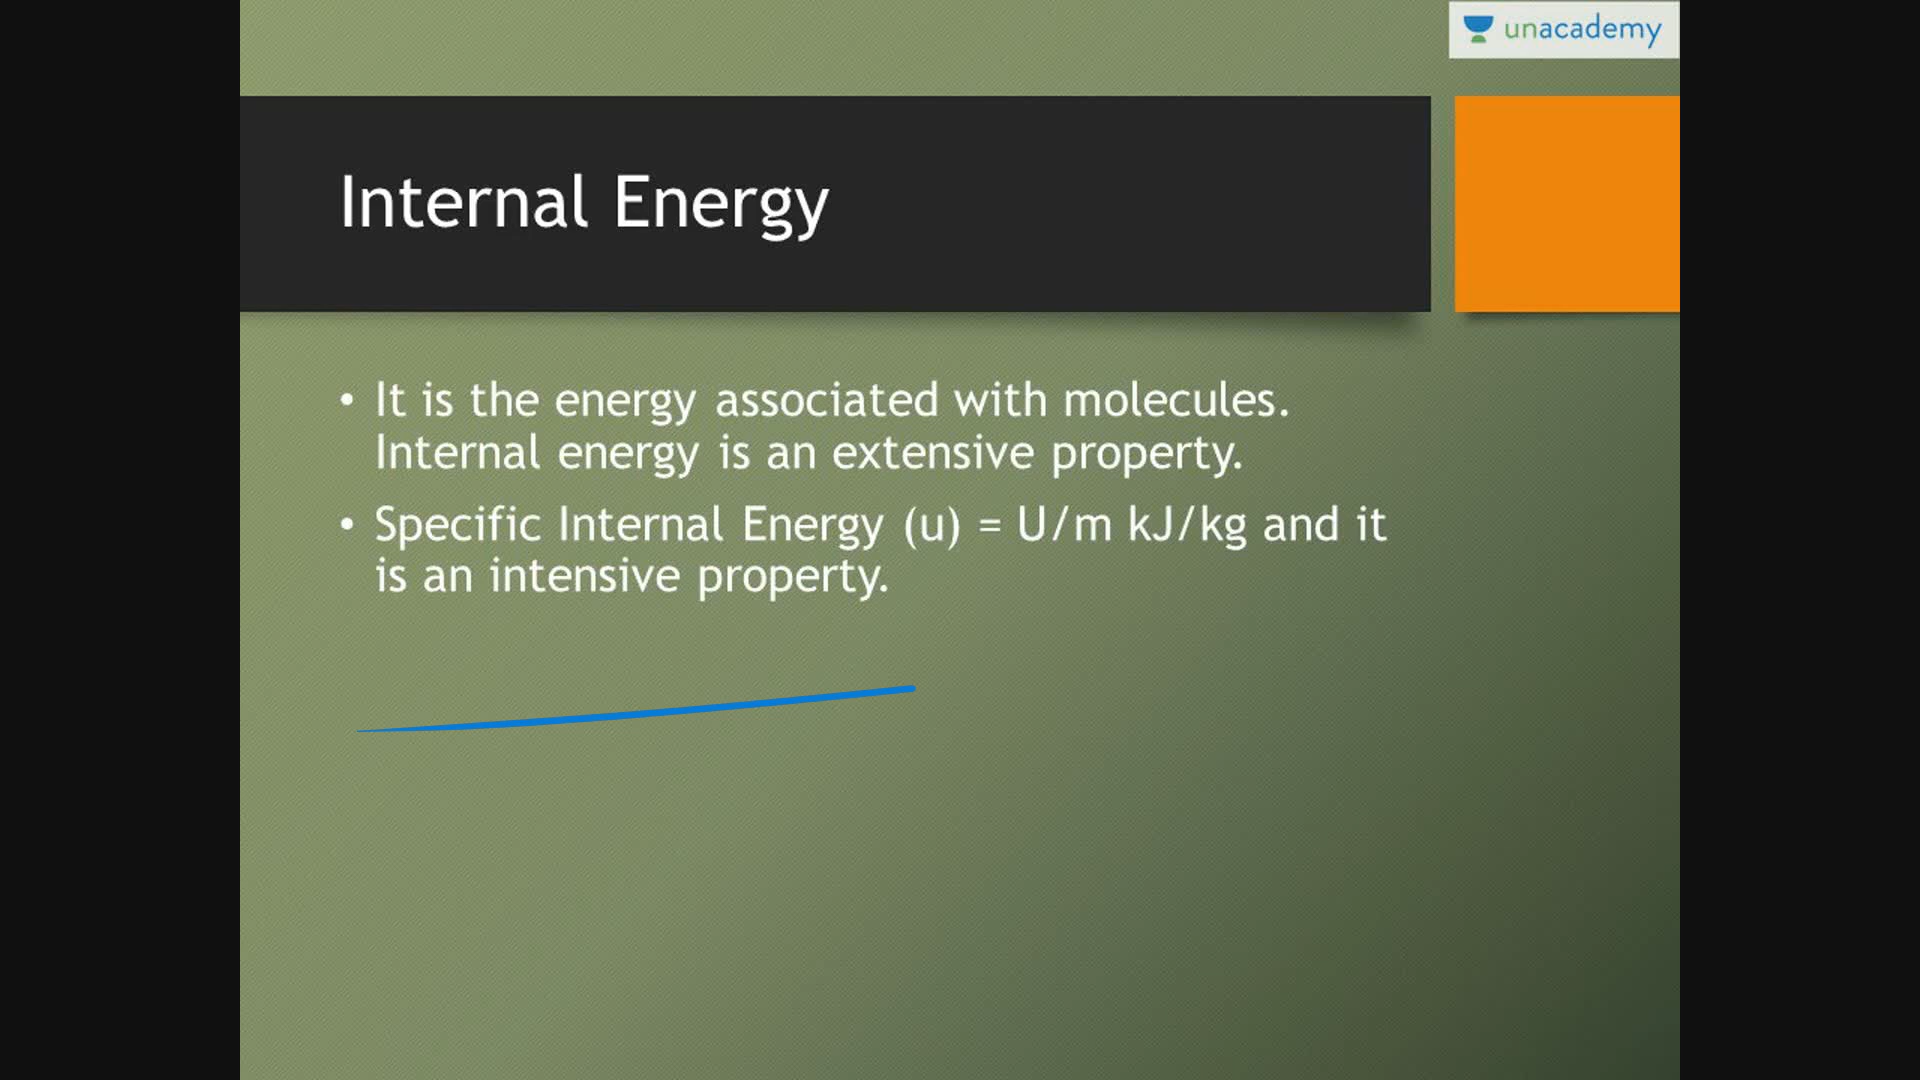 unacademy
Internal Energy
• It is the energy associated with molecules.
Internal energy is an extensive property.
• Specific Internal Energy (u) = U/m kJ/kg and it
is an intensive property.